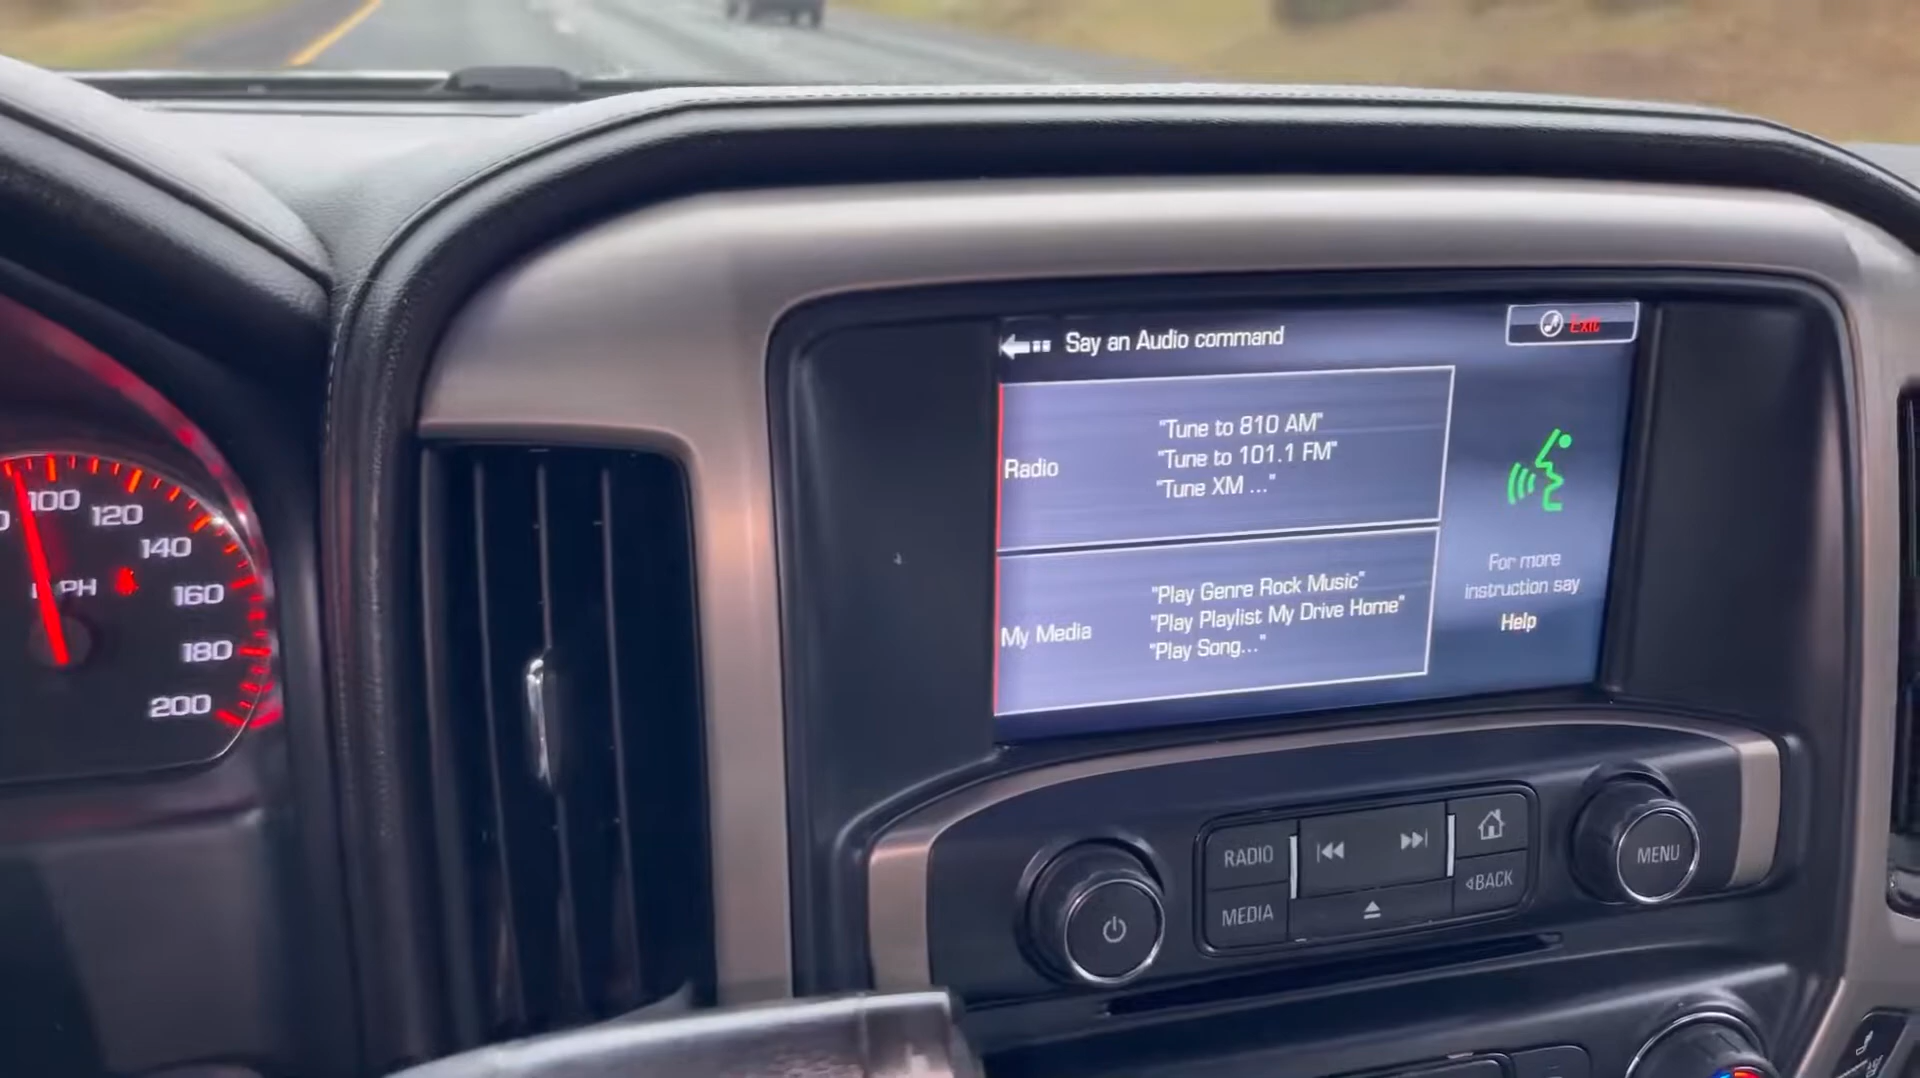 Say an Audio command
Exit
Radio
"Tune to 810 AM"
"Tune to 101.1 FM"
"Tune XM ..."
My Media
"Play Genre Rock Music"
"Play Playlist My Drive Home"
"Play Song..."
For more
instruction say
Help
100
120
140
160
180
200
RADIO
MEDIA
BACK
MENU